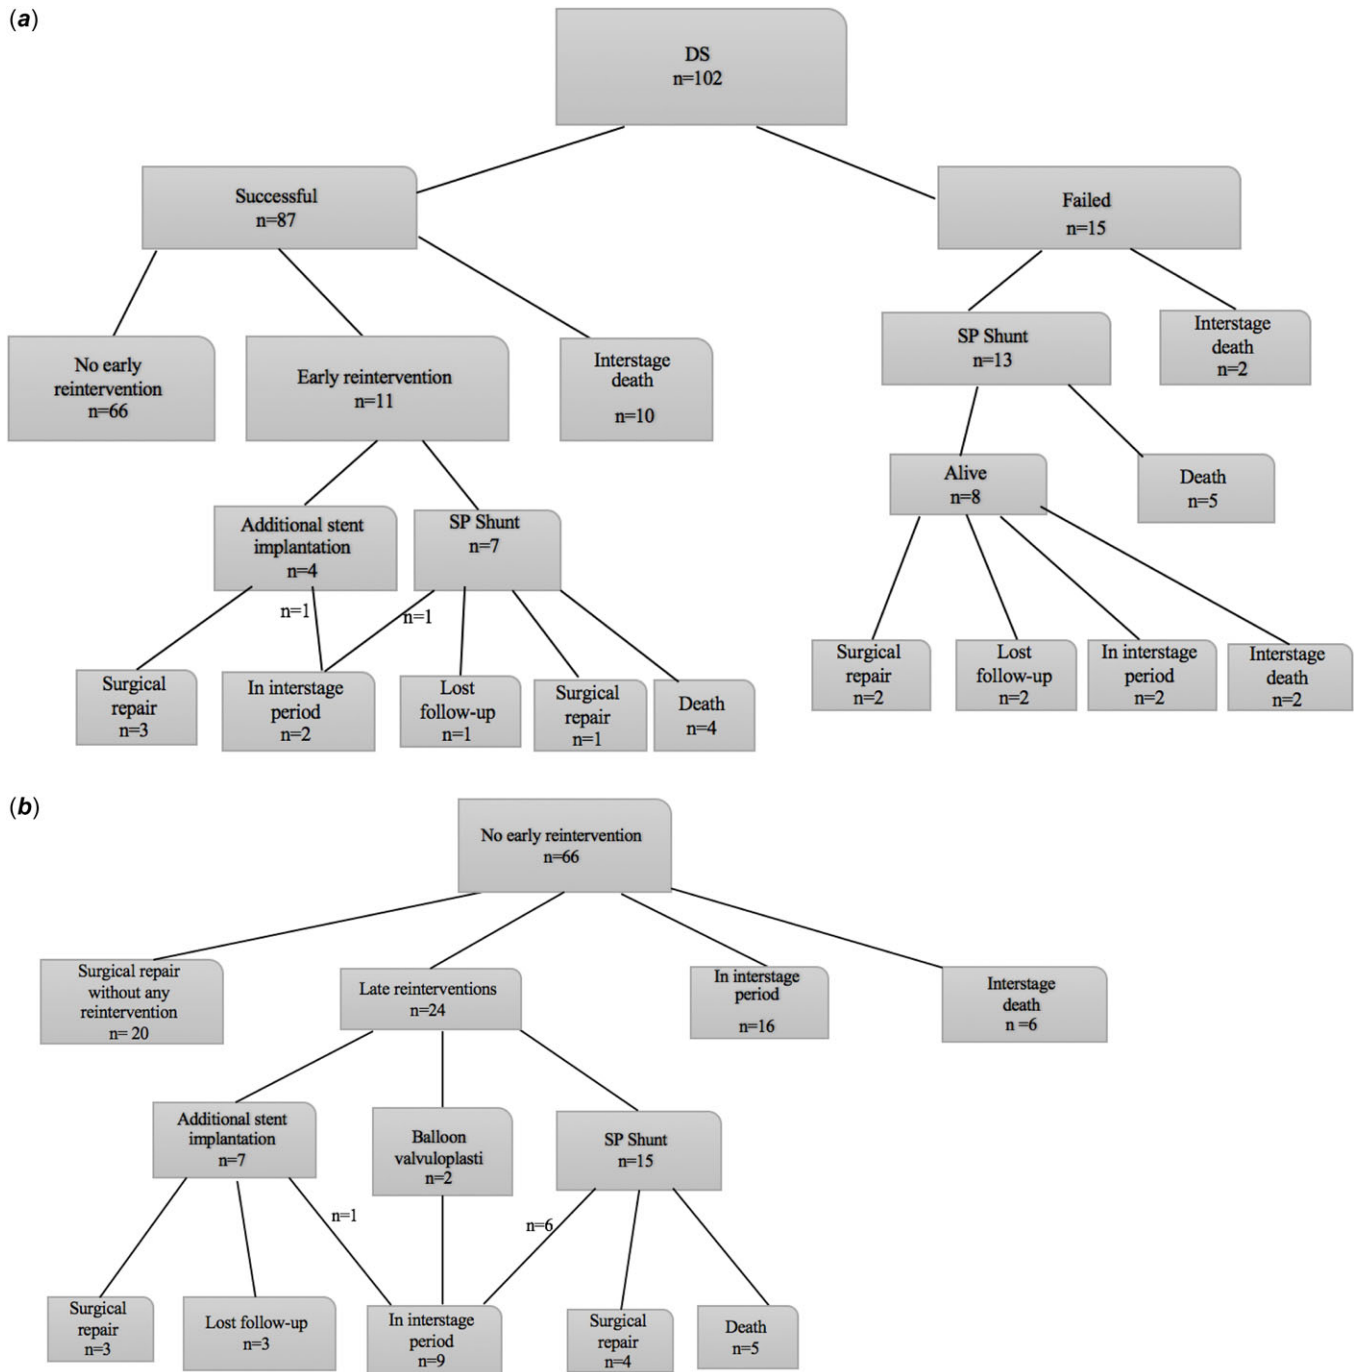 (a)
DS
n=102
Successful
n=87
Failed
n=15
No early
reintervention
n=66
Early reintervention
n=11
Interstage
death
n=10
SP Shunt
n=13
Interstage
death
n=2
Alive
n=8
Death
n=5
Additional stent
implantation
n=4
SP Shunt
n=7
n=1
n=1
Surgical
repair
n=3
In interstage
period
n=2
Lost
follow-up
n=1
Surgical
repair
n=1
Death
n=4
Surgical
repair
n=2
Lost
follow-up
n=2
In interstage
period
n=2
Interstage
death
n=2
(b)
No early reintervention
n=66
Surgical repair
without any
reintervention
n= 20
Late reinterventions
n=24
In interstage
period
n=16
Interstage
death
n =6
Additional stent
implantation
n=7
Balloon
valvuloplasti
n=2
SP Shunt
n=15
n=1
n=6
Surgical
repair
n=3
Lost follow-up
n=3
In interstage
period
n=9
Surgical
repair
n=4
Death
n=5